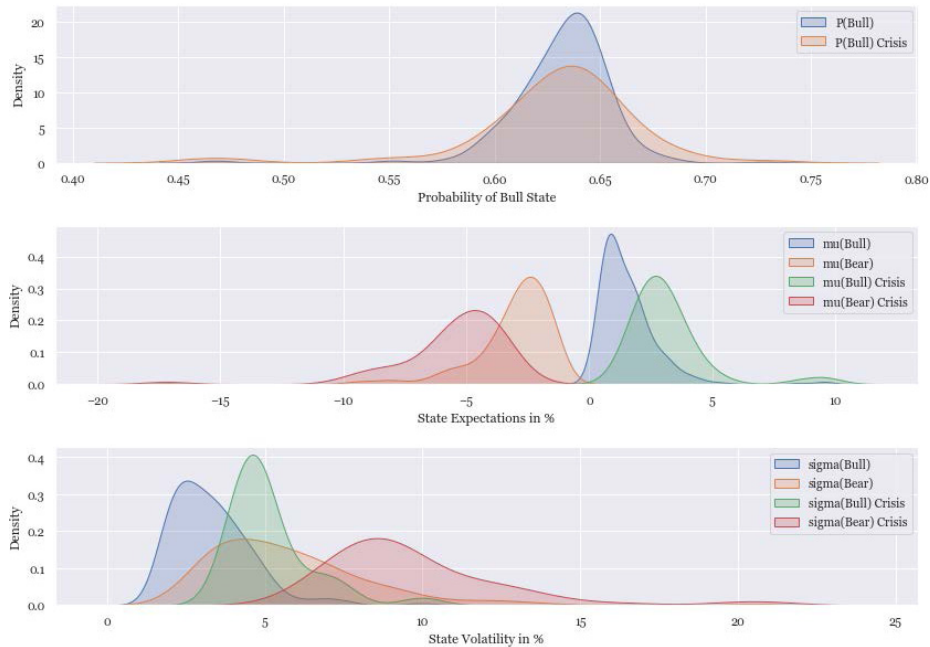 P(Bull)
P(Bull) Crisis
20
15
10
5
0
Density
0.40 0.45 0.50 0.55 0.60 0.65 0.70 0.75 0.80
Probability of Bull State
mu(Bull)
mu(Bear)
mu(Bull) Crisis
mu(Bear) Crisis
0.4
0.3
0.2
0.1
0.0
Density
−20 −15 −10 −5 0 5 10
State Expectations in %
sigma(Bull)
sigma(Bear)
sigma(Bull) Crisis
sigma(Bear) Crisis
0.4
0.3
0.2
0.1
0.0
Density
0 5 10 15 20 25
State Volatility in %